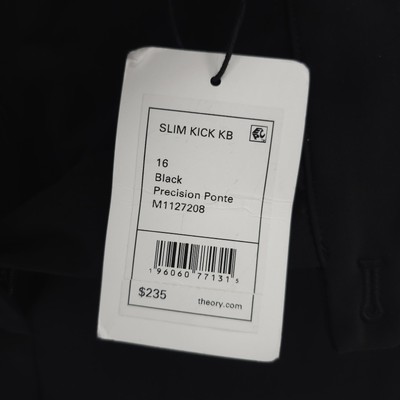 SLIM KICK KB
16
Black
Precision Ponte
M1127208
1 96060 77131 5
$235 theory.com